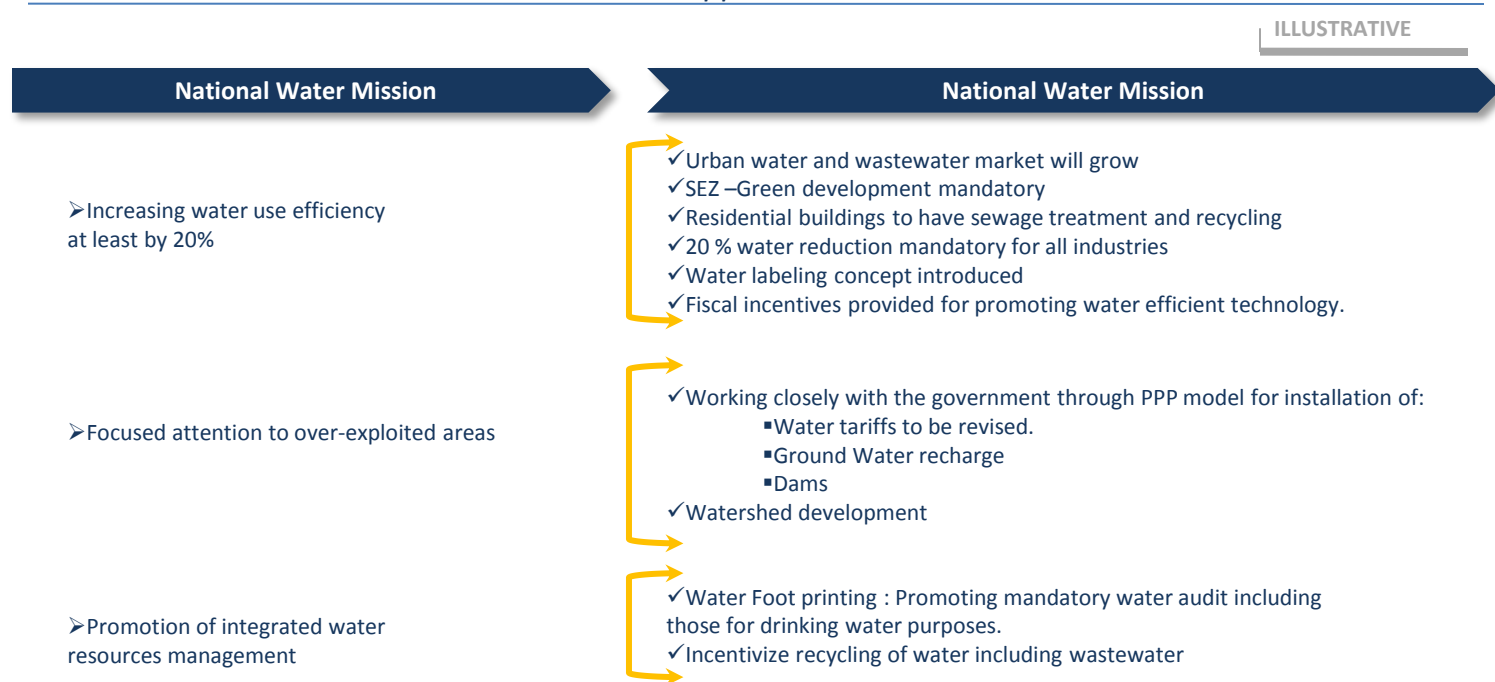 ILLUSTRATIVE
National Water Mission
National Water Mission
➢Increasing water use efficiency
at least by 20%
✓Urban water and wastewater market will grow
✓SEZ –Green development mandatory
✓Residential buildings to have sewage treatment and recycling
✓20 % water reduction mandatory for all industries
✓Water labeling concept introduced
✓Fiscal incentives provided for promoting water efficient technology.
➢Focused attention to over-exploited areas
✓Working closely with the government through PPP model for installation of:
▪Water tariffs to be revised.
▪Ground Water recharge
▪Dams
✓Watershed development
➢Promotion of integrated water
resources management
✓Water Foot printing : Promoting mandatory water audit including
those for drinking water purposes.
✓Incentivize recycling of water including wastewater